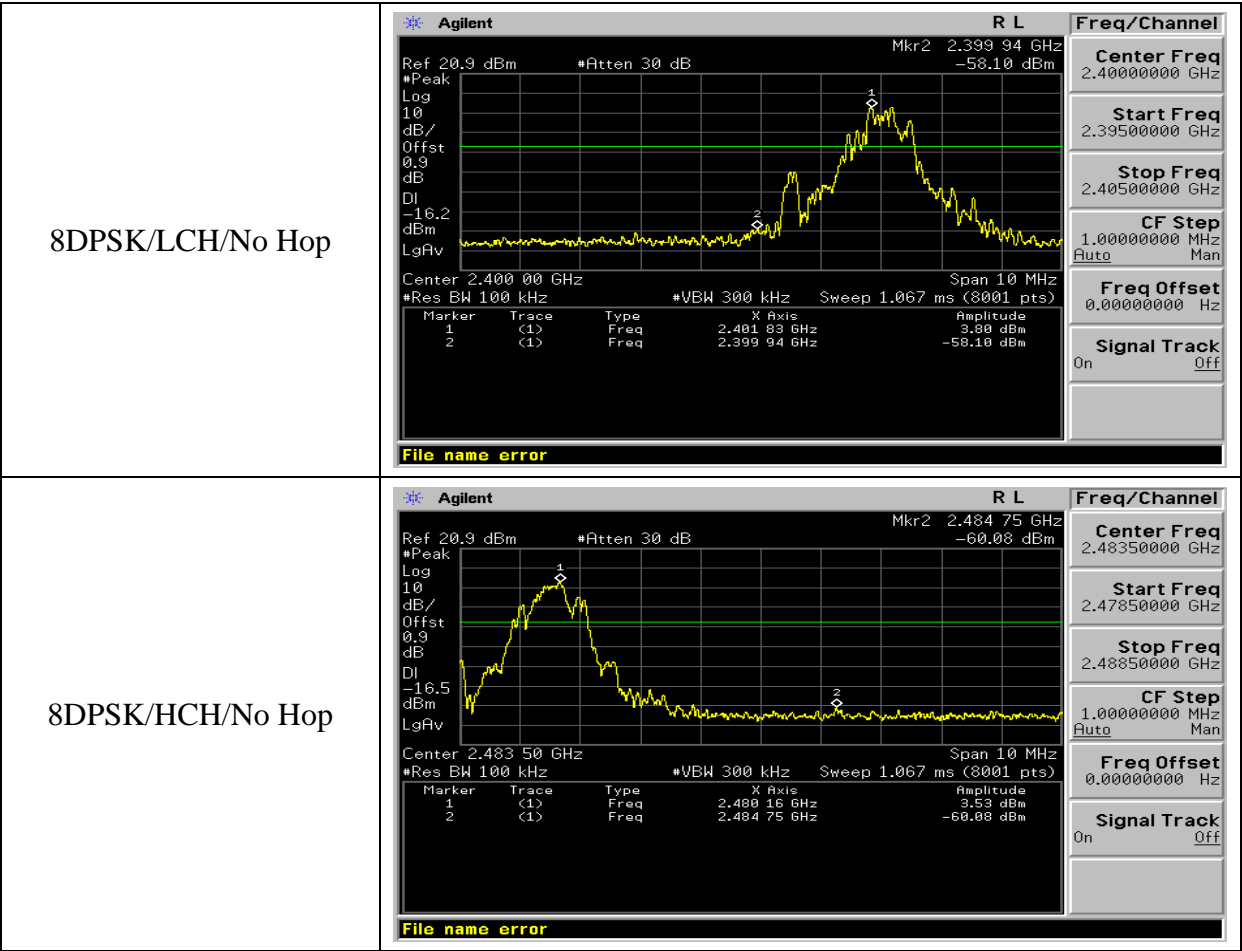 8DPSK/LCH/No Hop
Agilent R L Freq/Channel
Mkr2 2.399 94 GHz
Ref 20.9 dBm #Atten 30 dB -58.10 dBm
#Peak
Log
10
dB/
Offst
0.9
dB
DI
-16.2
dBm
LgAv
1
2
Center 2.400 00 GHz Span 10 MHz
#Res BW 100 kHz #VBW 300 kHz Sweep 1.067 ms (8001 pts)
Marker Trace Type X Axis Amplitude
1 (1) Freq 2.401 83 GHz 3.80 dBm
2 (1) Freq 2.399 94 GHz -58.10 dBm
Center Freq
2.40000000 GHz
Start Freq
2.39500000 GHz
Stop Freq
2.40500000 GHz
CF Step
1.00000000 MHz
Auto Man
Freq Offset
0.00000000 Hz
Signal Track
On Off
File name error
8DPSK/HCH/No Hop
Agilent R L Freq/Channel
Mkr2 2.484 75 GHz
Ref 20.9 dBm #Atten 30 dB -60.08 dBm
#Peak
Log
10
dB/
Offst
0.9
dB
DI
-16.5
dBm
LgAv
1
2
Center 2.483 50 GHz Span 10 MHz
#Res BW 100 kHz #VBW 300 kHz Sweep 1.067 ms (8001 pts)
Marker Trace Type X Axis Amplitude
1 (1) Freq 2.480 16 GHz 3.53 dBm
2 (1) Freq 2.484 75 GHz -60.08 dBm
Center Freq
2.48350000 GHz
Start Freq
2.47850000 GHz
Stop Freq
2.48850000 GHz
CF Step
1.00000000 MHz
Auto Man
Freq Offset
0.00000000 Hz
Signal Track
On Off
File name error